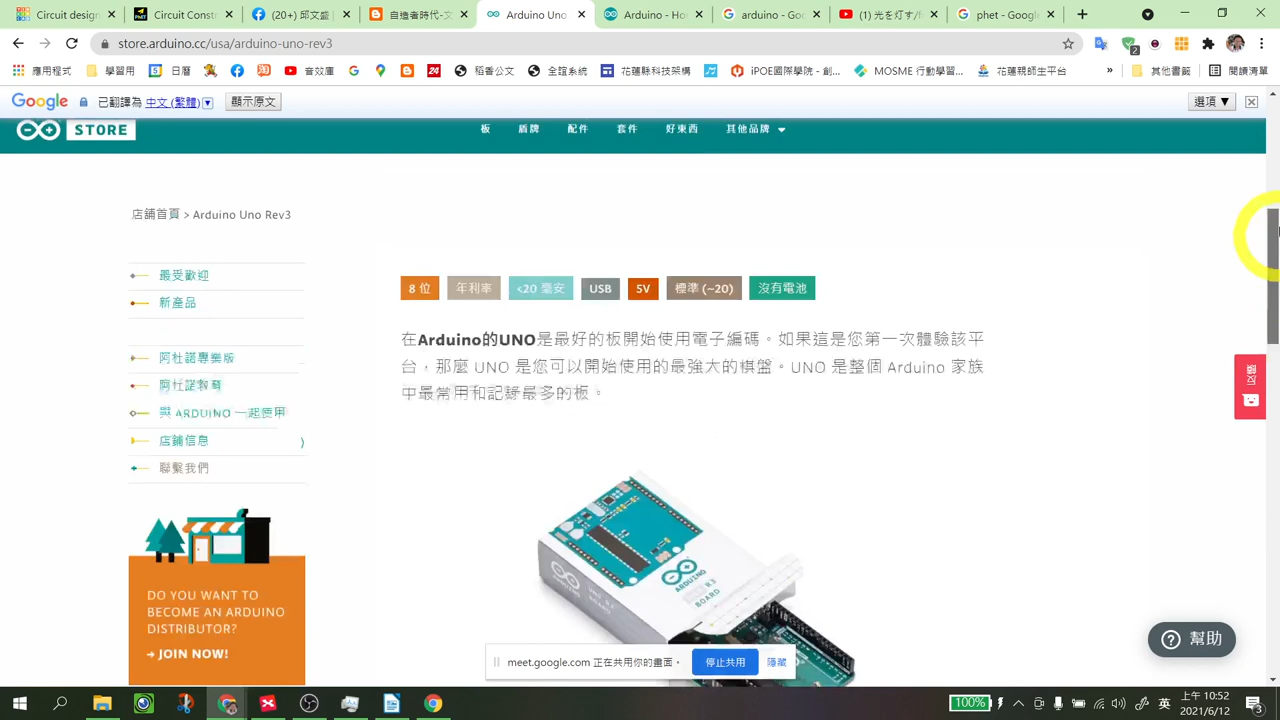 Circuit design
Circuit Constr
(20+) 邱文盛 |
自造者時代-文
Arduino Uno
Arduino - Ho
arduino - Go
(1) 光を灯す/f
phet - Google
store.arduino.cc/usa/arduino-uno-rev3
2
應用程式
學習用
日曆
音效庫
稻香公文
全誼系統
花蓮縣科技架構
iPOE國際學院 - 創...
MOSME 行動學習...
花蓮親師生平台
»
其他書籤
閱讀清單
Google 已翻譯為 中文 (繁體) 顯示原文
選項 ▼
STORE
板
盾牌
配件
套件
好東西
其他品牌
店鋪首頁 > Arduino Uno Rev3
最受歡迎
新產品
阿杜諾專業版
阿杜諾教育
與 ARDUINO 一起使用
店鋪信息
聯繫我們
8 位
年利率
<20 毫安
USB
5V
標準 (~20)
沒有電池
在Arduino的UNO是最好的板開始使用電子編碼。如果這是您第一次體驗該平
台，那麼 UNO 是您可以開始使用的最強大的棋盤。UNO 是整個 Arduino 家族
中最常用和記錄最多的板。
反饋
ARDUINO
R3
BOARD
DO YOU WANT TO
BECOME AN ARDUINO
DISTRIBUTOR?
→ JOIN NOW!
幫助
meet.google.com 正在共用你的畫面。
停止共用
隱藏
100%
英
上午 10:52
2021/6/12
3